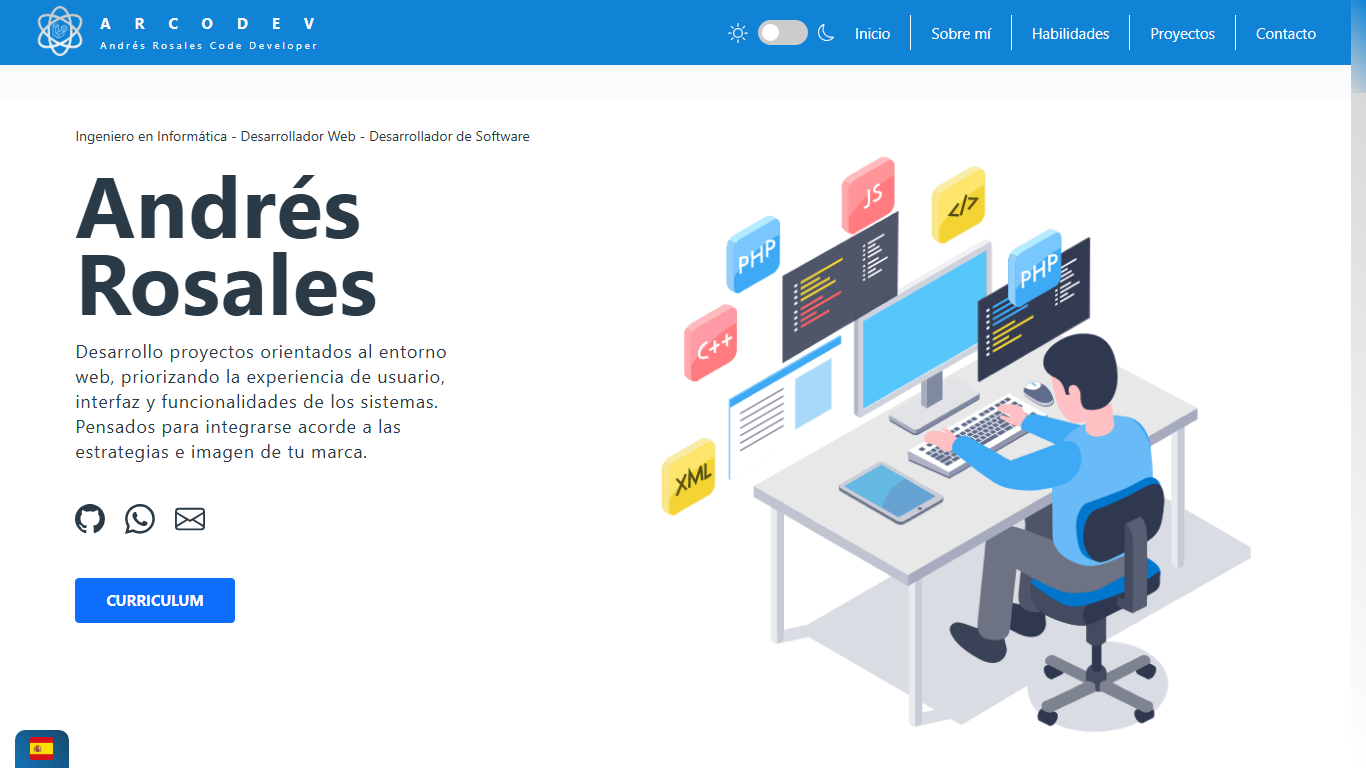 ARCODEV
Andrés Rosales Code Developer
Inicio
Sobre mí
Habilidades
Proyectos
Contacto
Ingeniero en Informática - Desarrollador Web - Desarrollador de Software
Andrés
Rosales
Desarrollo proyectos orientados al entorno
web, priorizando la experiencia de usuario,
interfaz y funcionalidades de los sistemas.
Pensados para integrarse acorde a las
estrategias e imagen de tu marca.
CURRICULUM
JS
</>
PHP
PHP
C++
XML